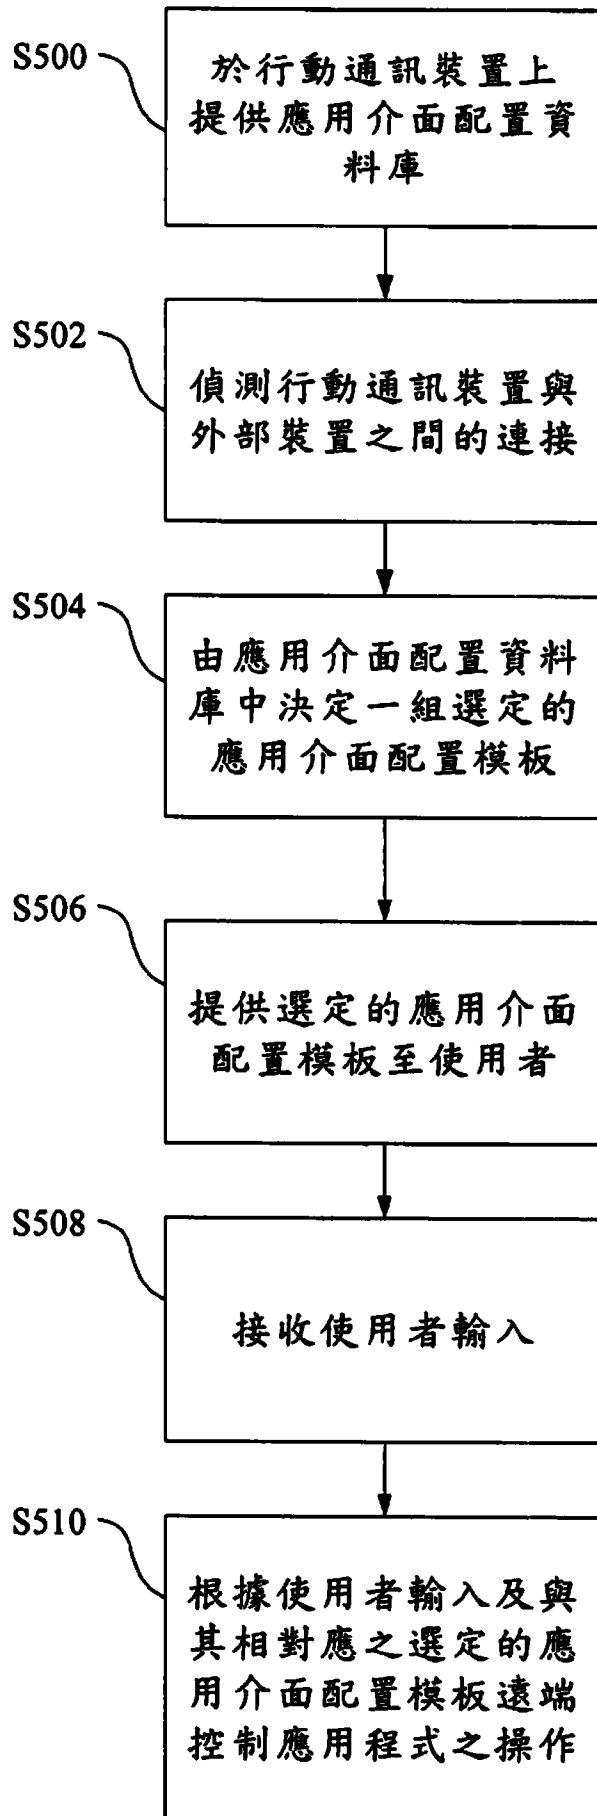 S500
於行動通訊裝置上
提供應用介面配置資
料庫
S502
偵測行動通訊裝置與
外部裝置之間的連接
S504
由應用介面配置資料
庫中決定一組選定的
應用介面配置模板
S506
提供選定的應用介面
配置模板至使用者
S508
接收使用者輸入
S510
根據使用者輸入及與
其相對應之選定的應
用介面配置模板遠端
控制應用程式之操作